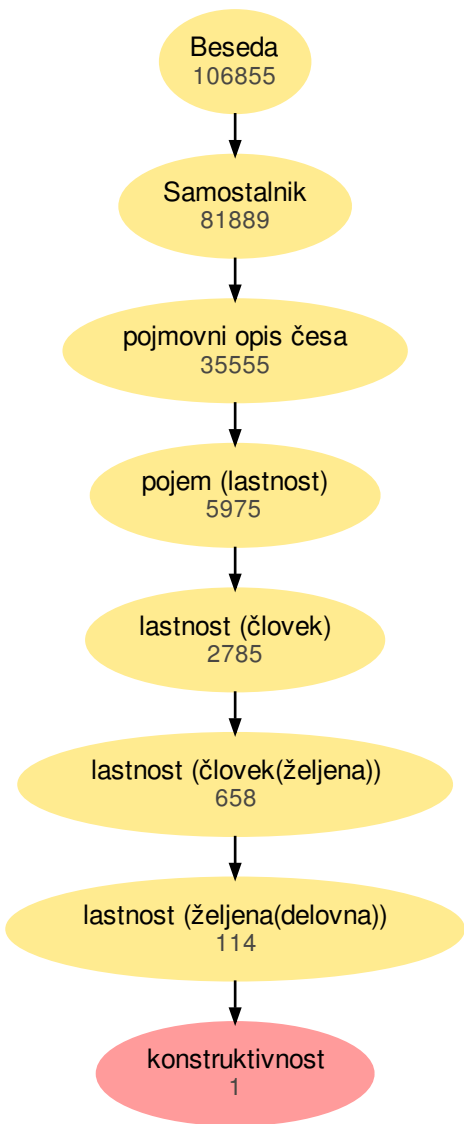 Beseda
106855
Samostalnik
81889
pojmovni opis česa
35555
pojem (lastnost)
5975
lastnost (človek)
2785
lastnost (človek(željena))
658
lastnost (željena(delovna))
114
konstruktivnost
1